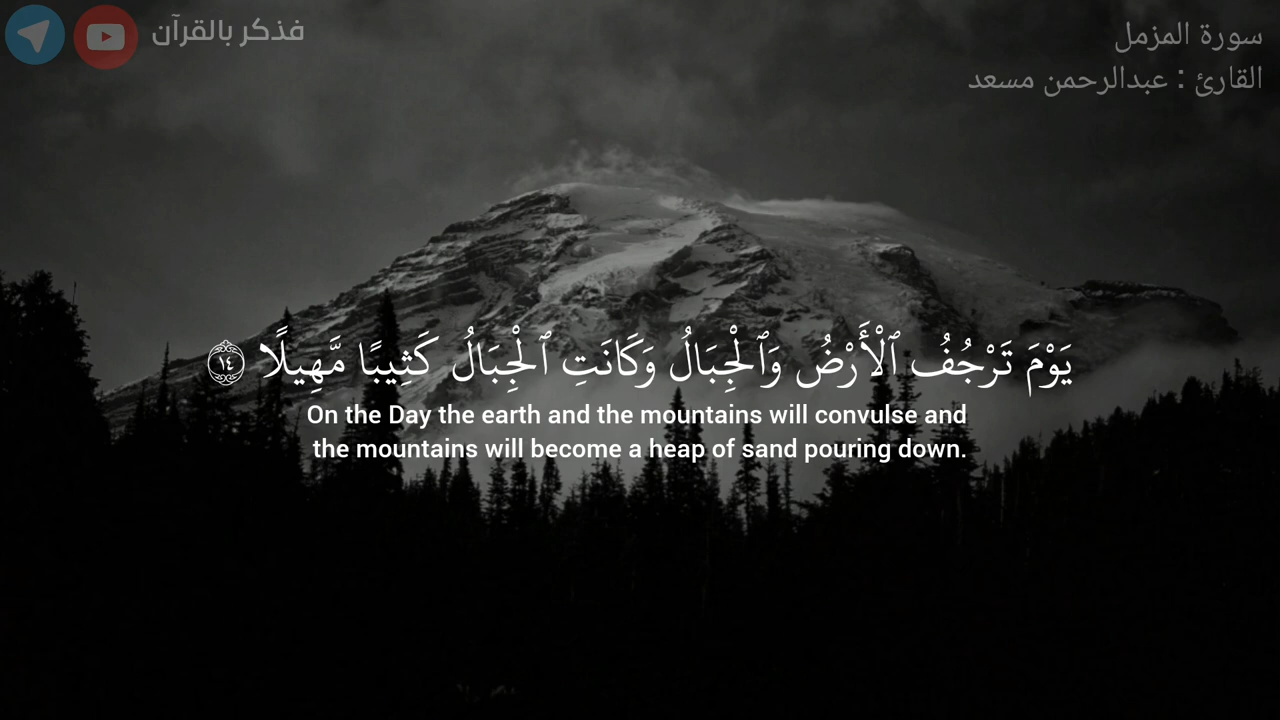 فذكر بالقرآن
سورة المزمل
القارئ : عبدالرحمن مسعد
يَوْمَ تَرْجُفُ ٱلْأَرْضُ وَٱلْجِبَالُ وَكَانَتِ ٱلْجِبَالُ كَثِيبًا مَّهِيلًا ١٤
On the Day the earth and the mountains will convulse and
the mountains will become a heap of sand pouring down.